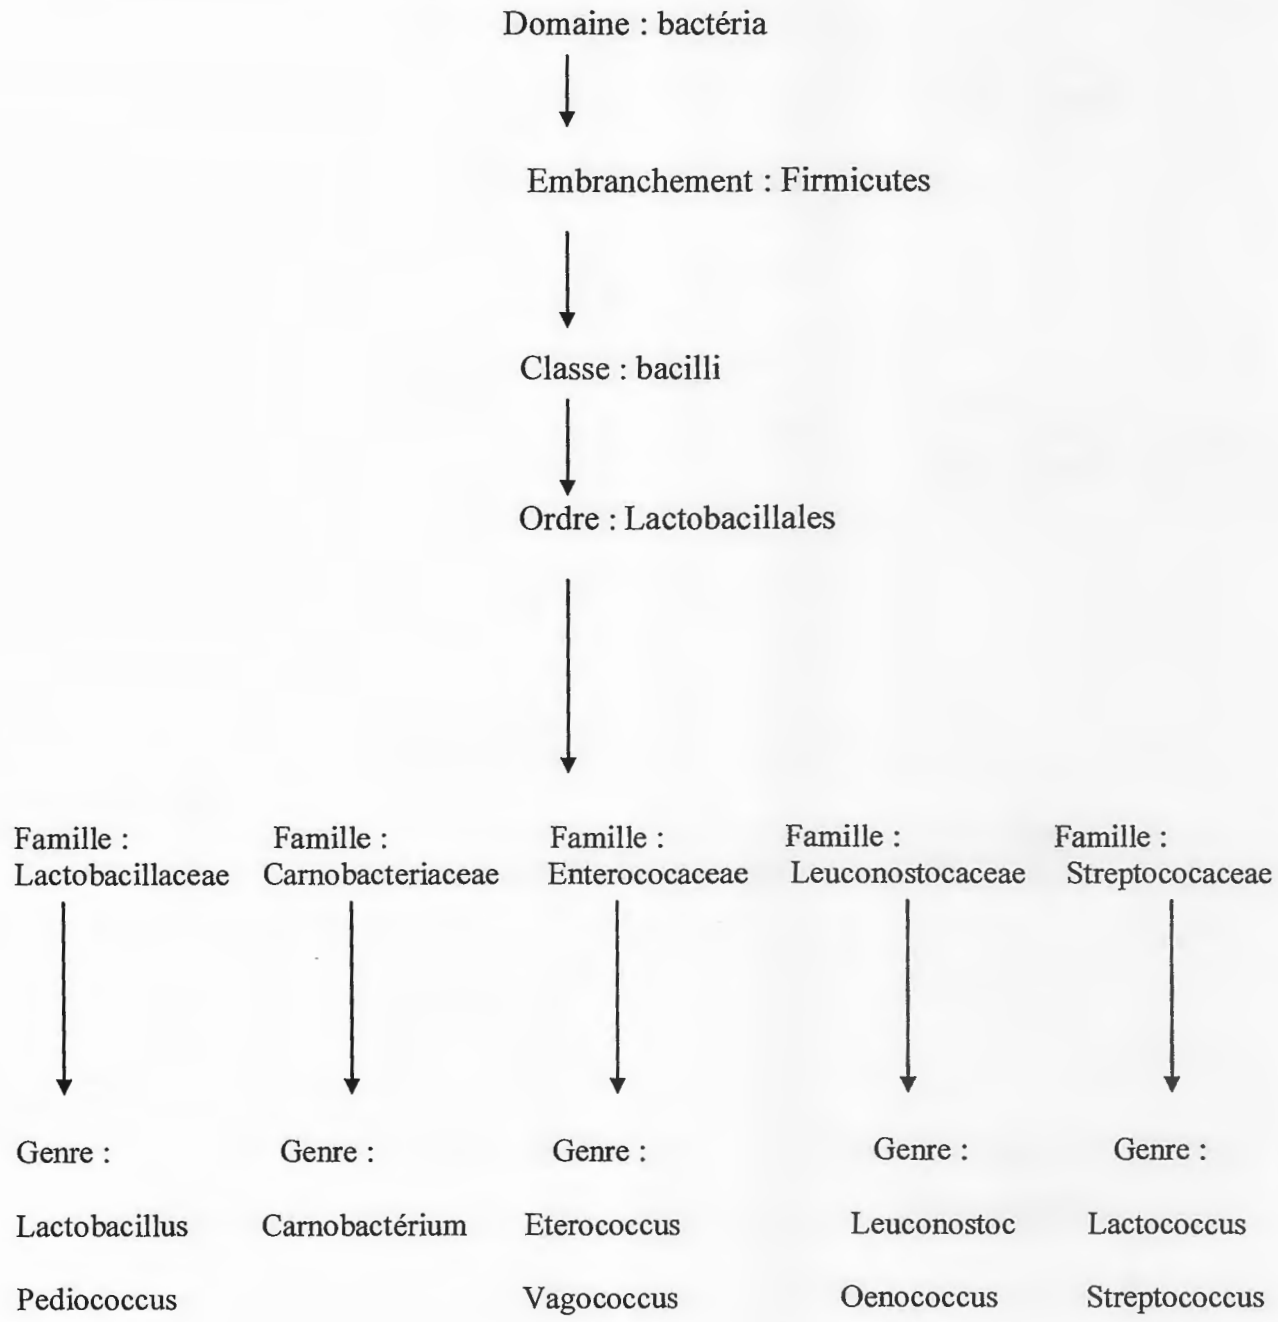 Domaine : bactéria
Embranchement : Firmicutes
Classe : bacilli
Ordre : Lactobacillales
Famille :
Lactobacillaceae
Famille :
Carnobacteriaceae
Famille :
Enterococaceae
Famille :
Leuconostocaceae
Famille :
Streptococaceae
Genre :
Lactobacillus
Pediococcus
Genre :
Carnobactérium
Genre :
Eterococcus
Vagococcus
Genre :
Leuconostoc
Oenococcus
Genre :
Lactococcus
Streptococcus